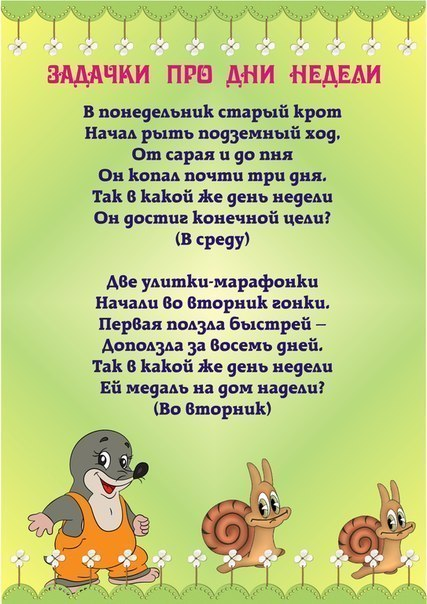 ЗАДАЧКИ ПРО ДНИ НЕДЕЛИ
В понедельник старый крот
Начал рыть подземный ход,
От сарая и до пня
Он копал почти три дня.
Так в какой же день недели
Он достиг конечной цели?
(В среду)
Две улитки-марафонки
Начали во вторник гонки.
Первая ползла быстрей –
Доползла за восемь дней.
Так в какой же день недели
Ей медаль на дом надели?
(Во вторник)